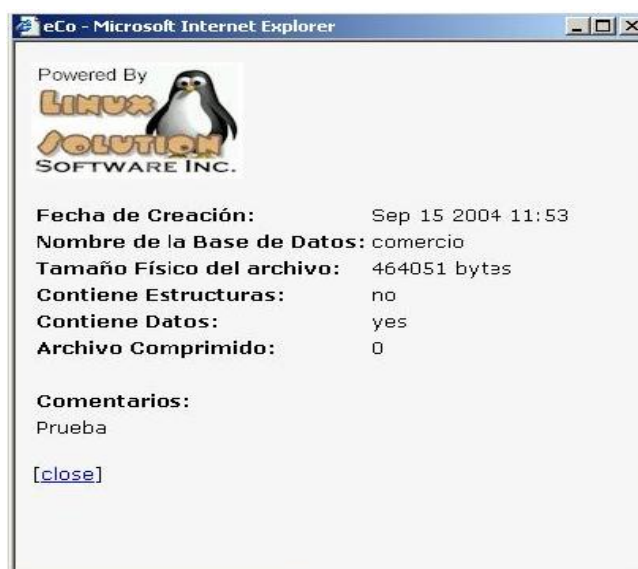 eCo - Microsoft Internet Explorer
Powered By
LINUX
SOLUTION
SOFTWARE INC.
Fecha de Creación: Sep 15 2004 11:53
Nombre de la Base de Datos: comercio
Tamaño Físico del archivo: 464051 bytes
Contiene Estructuras: no
Contiene Datos: yes
Archivo Comprimido: 0
Comentarios:
Prueba
[close]